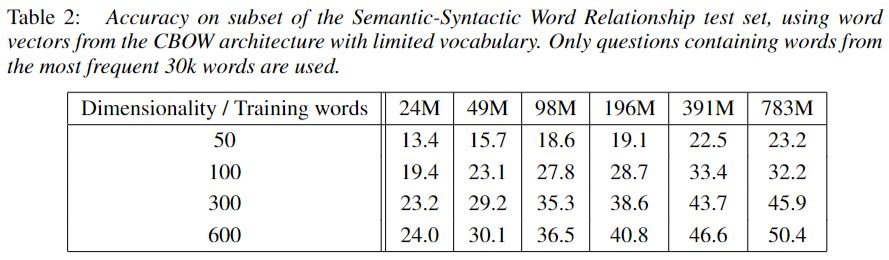 Table 2: Accuracy on subset of the Semantic-Syntactic Word Relationship test set, using word
vectors from the CBOW architecture with limited vocabulary. Only questions containing words from
the most frequent 30k words are used.
Dimensionality / Training words 24M 49M 98M 196M 391M 783M
50 13.4 15.7 18.6 19.1 22.5 23.2
100 19.4 23.1 27.8 28.7 33.4 32.2
300 23.2 29.2 35.3 38.6 43.7 45.9
600 24.0 30.1 36.5 40.8 46.6 50.4